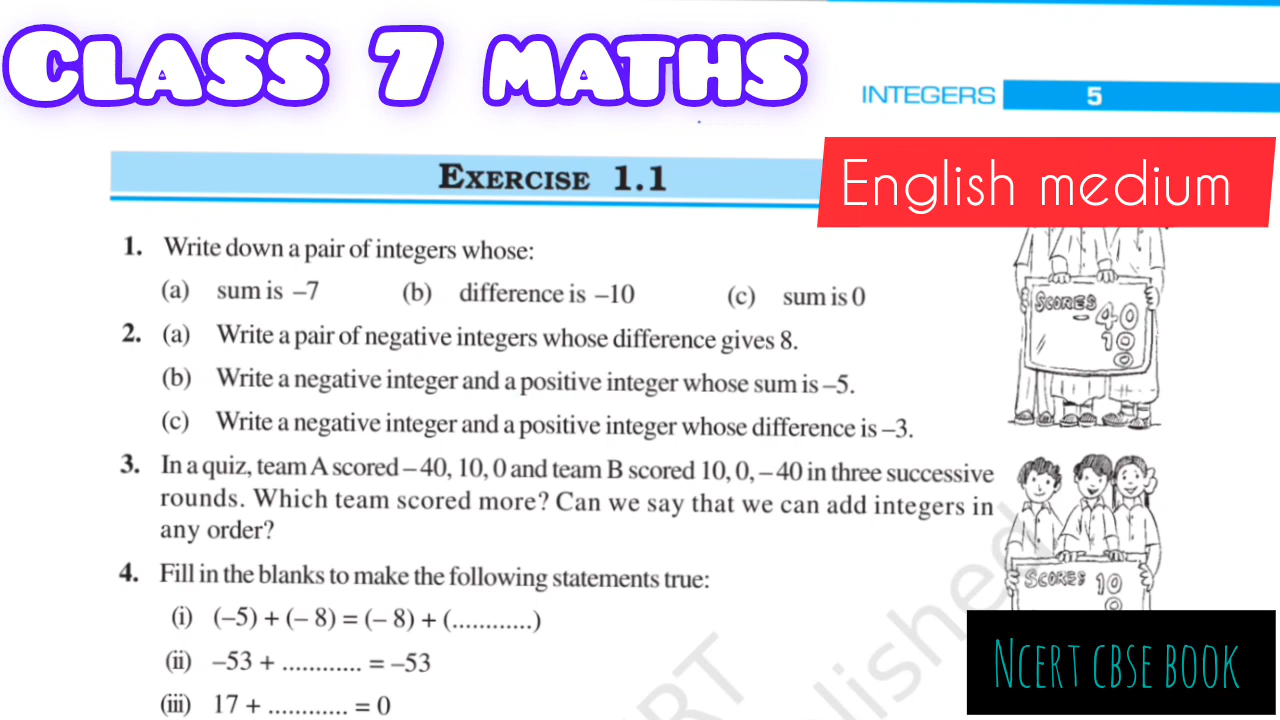 CLASS 7 MATHS
INTEGERS 5
EXERCISE 1.1
English medium
1. Write down a pair of integers whose:
(a) sum is –7 (b) difference is –10 (c) sum is 0
2. (a) Write a pair of negative integers whose difference gives 8.
(b) Write a negative integer and a positive integer whose sum is –5.
(c) Write a negative integer and a positive integer whose difference is –3.
SCORES
-40
10
0
3. In a quiz, team A scored – 40, 10, 0 and team B scored 10, 0, – 40 in three successive
rounds. Which team scored more? Can we say that we can add integers in
any order?
SCORES 10
0
4. Fill in the blanks to make the following statements true:
(i) (–5) + (– 8) = (– 8) + (............)
(ii) –53 + ............ = –53
(iii) 17 + ............ = 0
NCERT CBSE BOOK